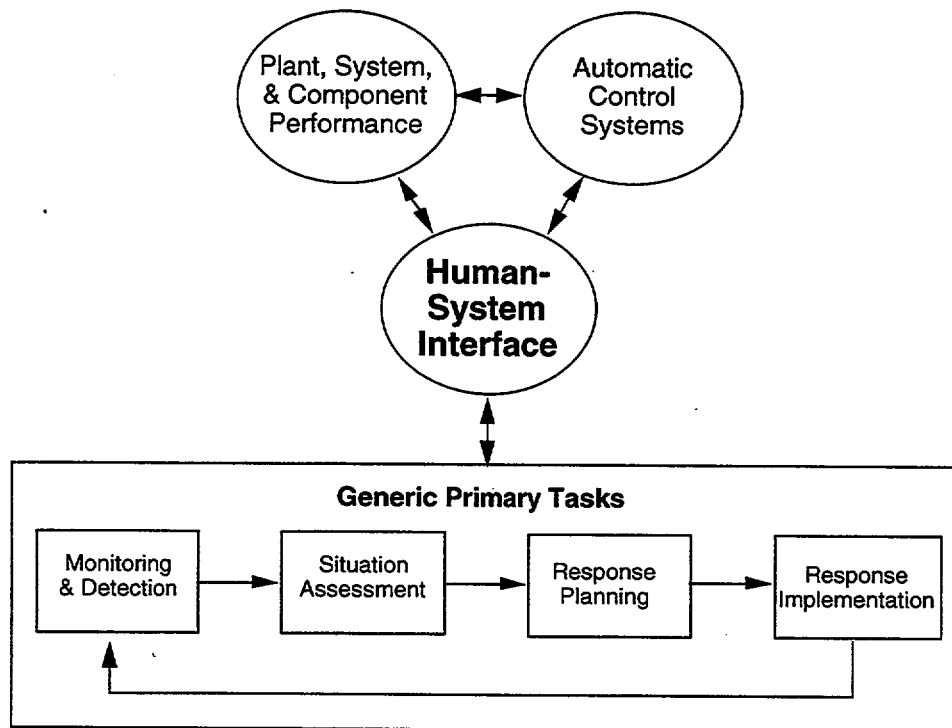 Plant, System,
& Component
Performance
Automatic
Control
Systems
Human-
System
Interface
Generic Primary Tasks
Monitoring
& Detection
Situation
Assessment
Response
Planning
Response
Implementation